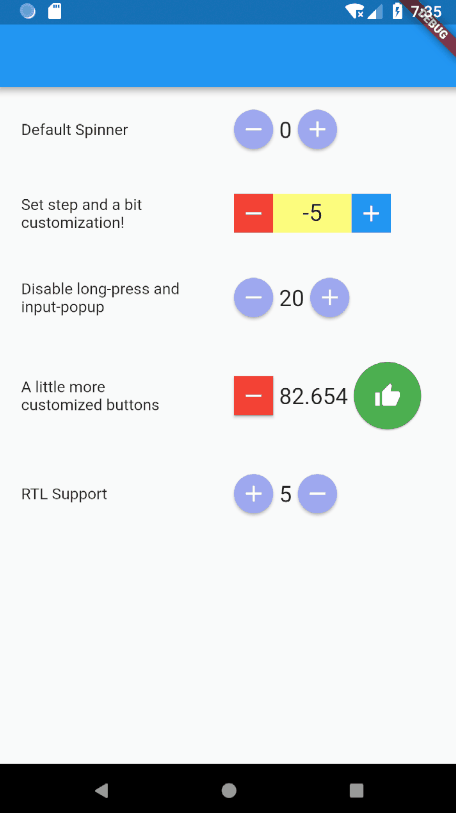 7:35
DEBUG
Default Spinner
0
Set step and a bit
customization!
-5
Disable long-press and
input-popup
20
A little more
customized buttons
82.654
RTL Support
5